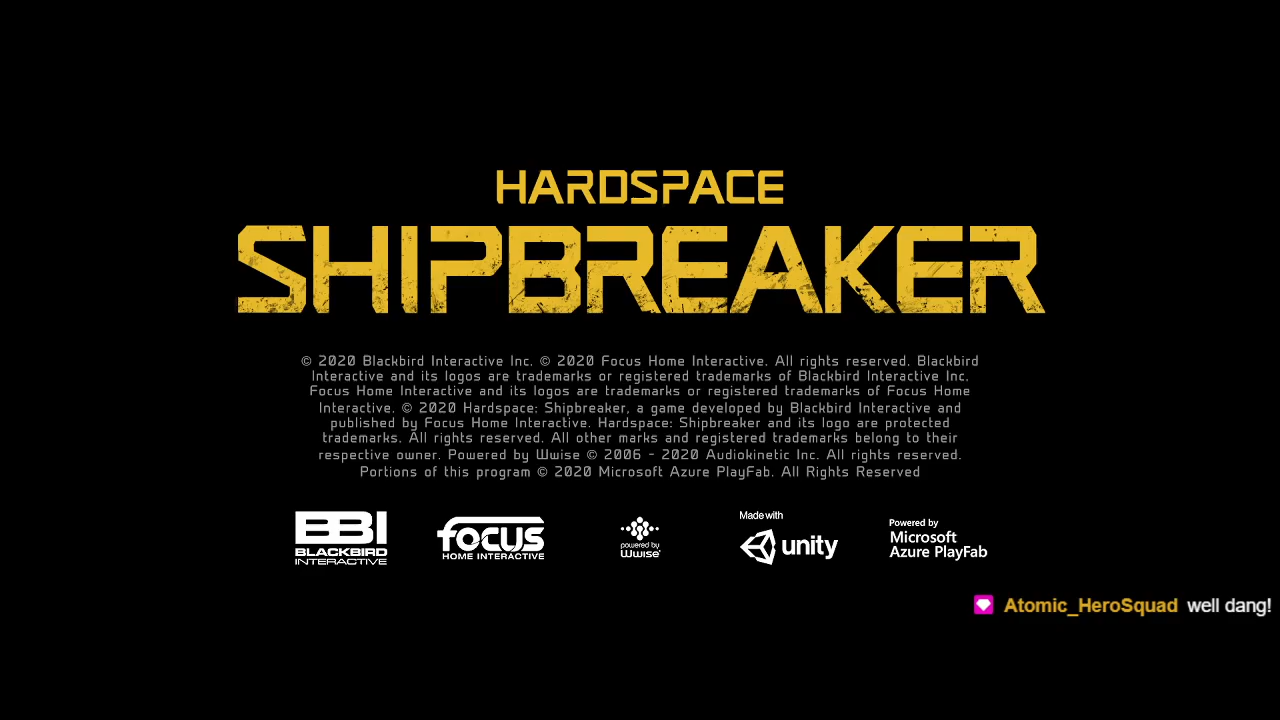 HARDSPACE
SHIPBREAKER
© 2020 Blackbird Interactive Inc. © 2020 Focus Home Interactive. All rights reserved. Blackbird
Interactive and its logos are trademarks or registered trademarks of Blackbird Interactive Inc.
Focus Home Interactive and its logos are trademarks or registered trademarks of Focus Home
Interactive. © 2020 Hardspace: Shipbreaker, a game developed by Blackbird Interactive and
published by Focus Home Interactive. Hardspace: Shipbreaker and its logo are protected
trademarks. All rights reserved. All other marks and registered trademarks belong to their
respective owner. Powered by Wwise © 2006 - 2020 Audiokinetic Inc. All rights reserved.
Portions of this program © 2020 Microsoft Azure PlayFab. All Rights Reserved
BBI
BLACKBIRD
INTERACTIVE
focus
HOME INTERACTIVE
powered by
Wwise
Made with
unity
Powered by
Microsoft
Azure PlayFab
Atomic_HeroSquad well dang!